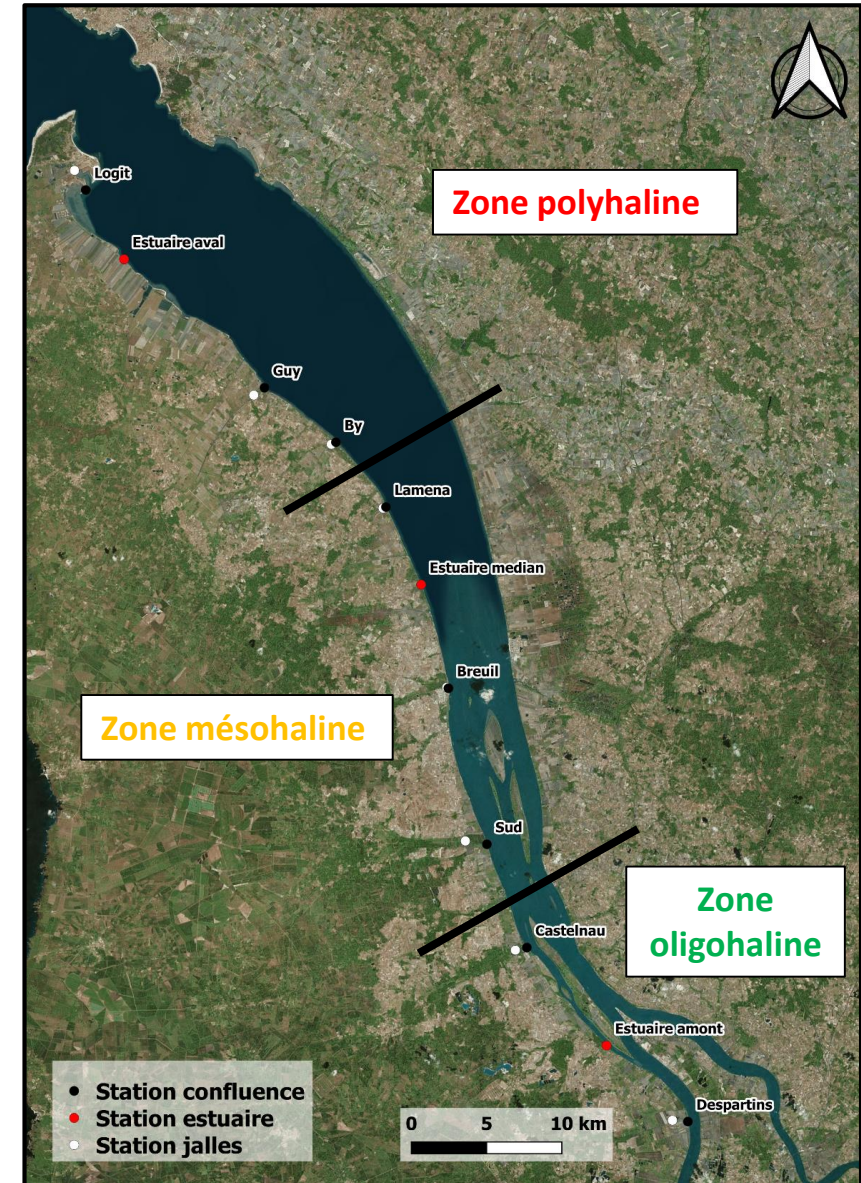 Logit
Zone polyhaline
Estuaire aval
Guy
By
Lamena
Estuaire median
Breuil
Zone mésohaline
Sud
Zone
oligohaline
Castelnau
Estuaire amont
Despartins
Station confluence
Station estuaire
Station jalles
0 5 10 km